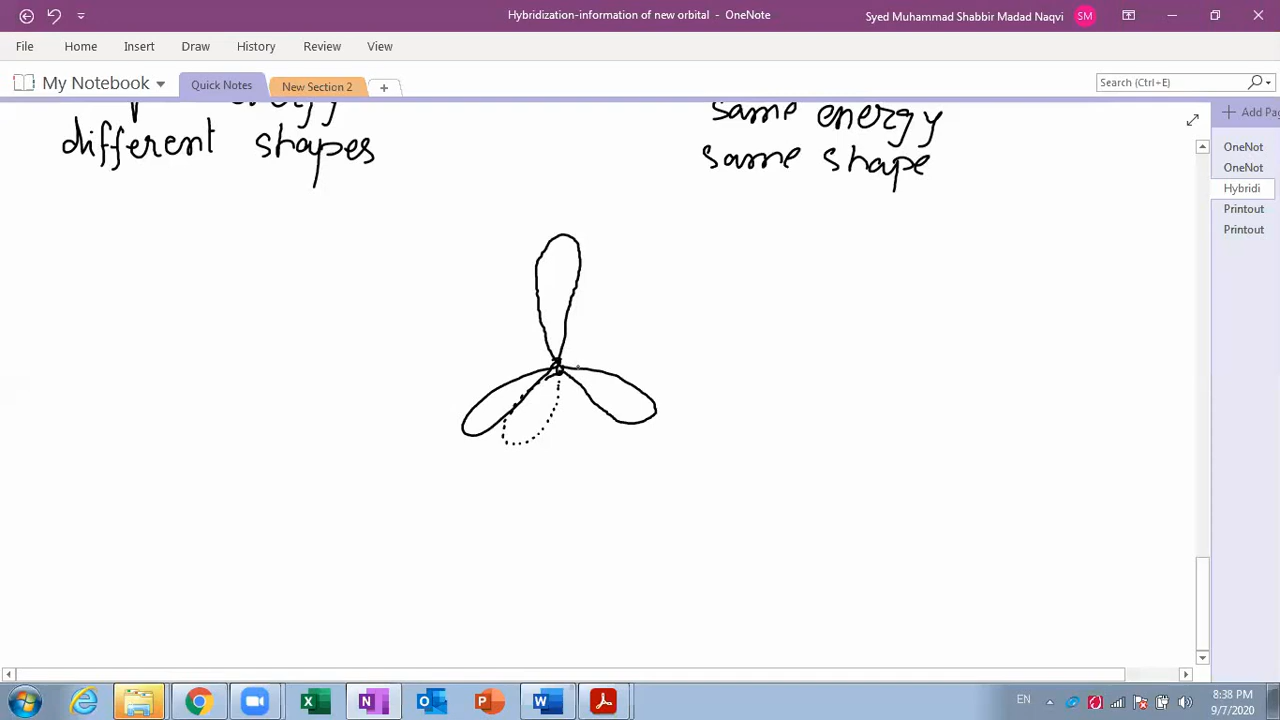 Hybridization-information of new orbital - OneNote
Syed Muhammad Shabbir Madad Naqvi
SM
File Home Insert Draw History Review View
My Notebook
Quick Notes
New Section 2
Search (Ctrl+E)
Add Pag
energy
different shapes
same energy
same shape
OneNot
OneNot
Hybridi
Printout
Printout
EN
8:38 PM
9/7/2020